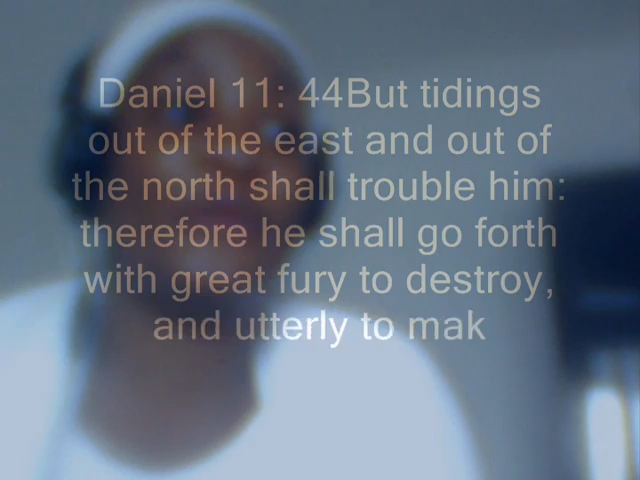 Daniel 11: 44But tidings
out of the east and out of
the north shall trouble him:
therefore he shall go forth
with great fury to destroy,
and utterly to mak